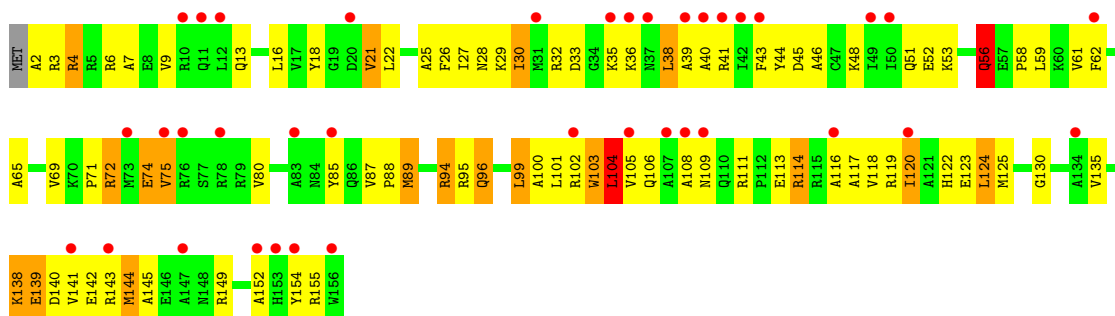 MET A2 R3 R4 R5 R6 A7 E8 V9 R10 Q11 L12 Q13 L16 V17 Y18 G19 D20 V21 L22 A25 F26 I27 N28 K29 I30 M31 R32 D33 G34 K35 K36 N37 L38 A39 A40 R41 I42 F43 Y44 D45 A46 C47 K48 I49 I50 Q51 E52 K53 Q56 E57 P58 L59 K60 V61 F62
A65 V69 K70 P71 R72 M73 E74 V75 R76 S77 R78 R79 V80 A83 N84 Y85 Q86 V87 P88 M89 R94 R95 Q96 L99 A100 L101 R102 W103 L104 V105 Q106 A107 A108 N109 Q110 R111 P112 E113 R114 R115 A116 A117 V118 R119 I120 A121 H122 E123 L124 M125 G130 A134 V135
K138 E139 D140 V141 E142 R143 M144 A145 E146 A147 N148 R149 A152 H153 Y154 R155 W156